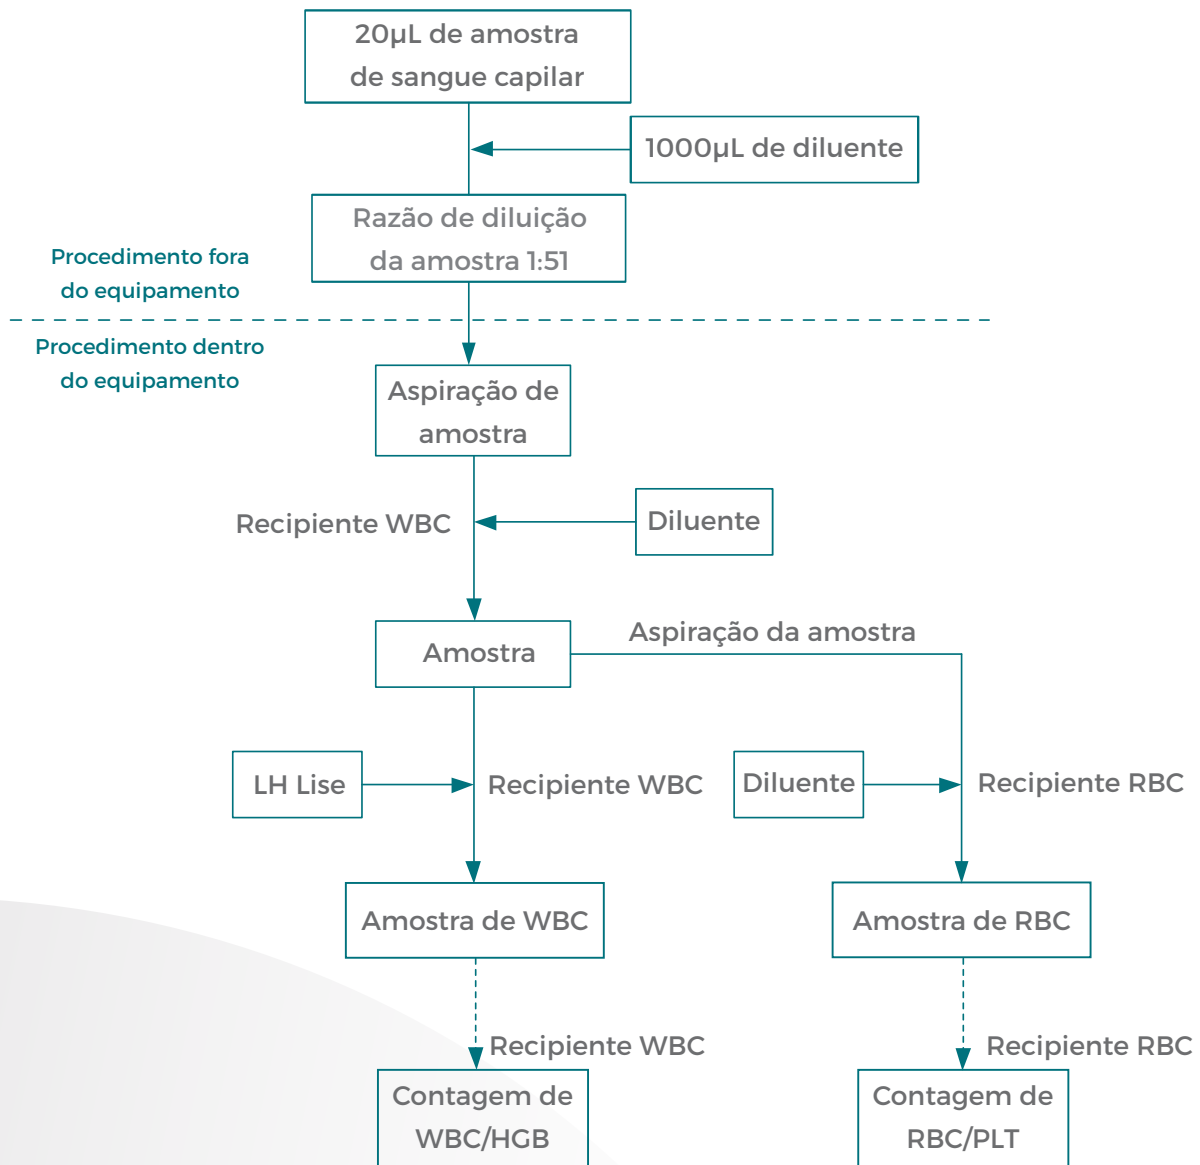 20µL de amostra
de sangue capilar
1000µL de diluente
Razão de diluição
da amostra 1:51
Procedimento fora
do equipamento
Procedimento dentro
do equipamento
Aspiração de
amostra
Recipiente WBC
Diluente
Amostra
Aspiração da amostra
LH Lise
Recipiente WBC
Diluente
Recipiente RBC
Amostra de WBC
Amostra de RBC
Recipiente WBC
Recipiente RBC
Contagem de
WBC/HGB
Contagem de
RBC/PLT